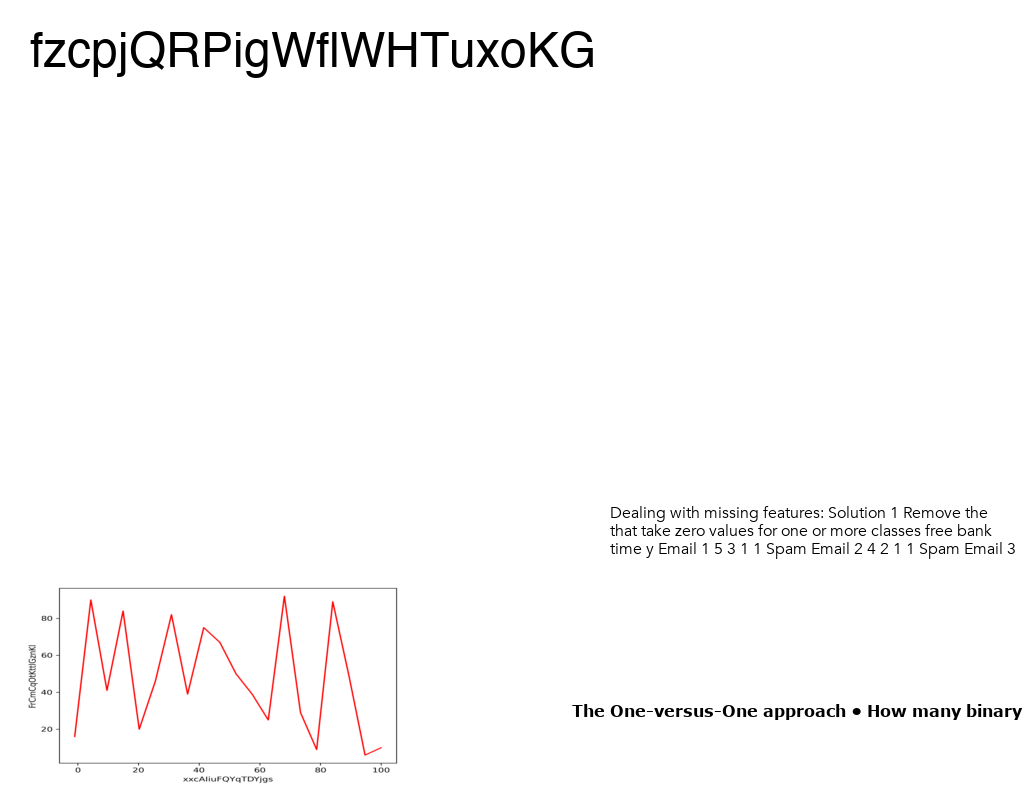 fzcpjQRPigWflWHTuxoKG
Dealing with missing features: Solution 1 Remove the
that take zero values for one or more classes free bank
time y Email 1 5 3 1 1 Spam Email 2 4 2 1 1 Spam Email 3
80
60
40
20
0 20 40 60 80 100
xxcAIiuFQYqTDYjgs
The One-versus-One approach • How many binary